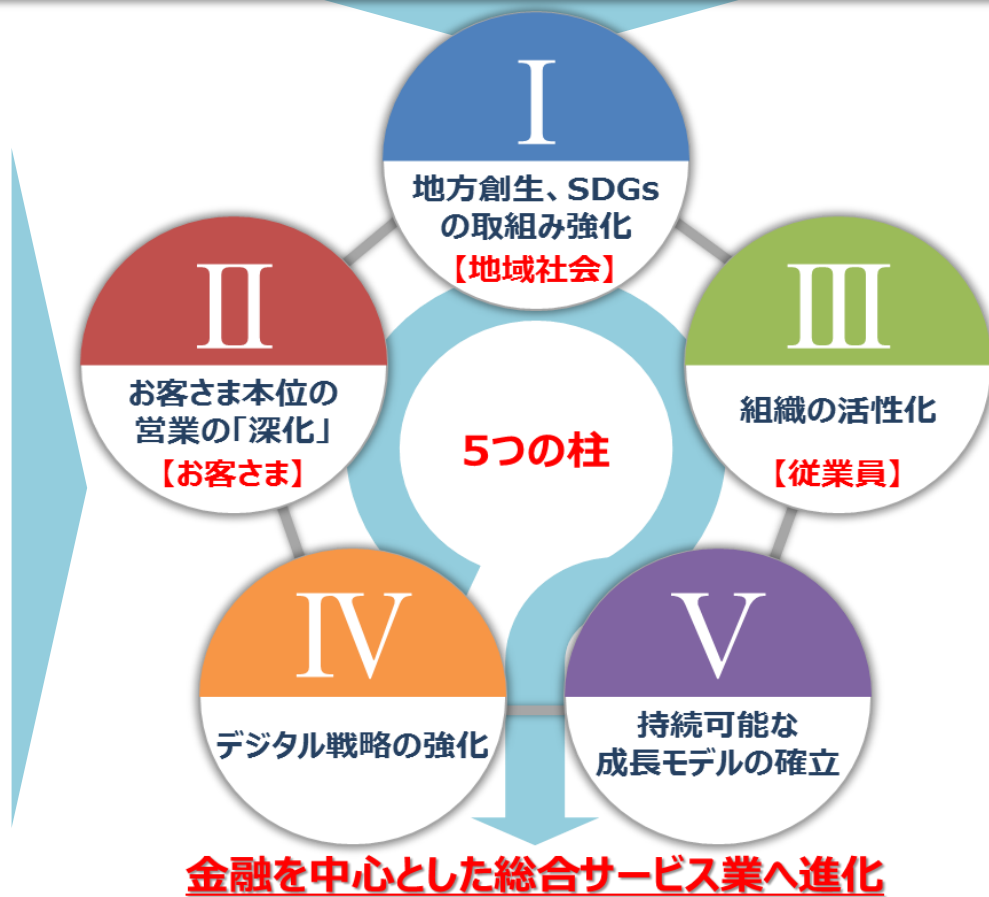 Ⅰ
地方創生、SDGs
の取組み強化
【地域社会】
Ⅱ
お客さま本位の
営業の「深化」
【お客さま】
Ⅲ
組織の活性化
【従業員】
5つの柱
Ⅳ
デジタル戦略の強化
Ⅴ
持続可能な
成長モデルの確立
金融を中心とした総合サービス業へ進化